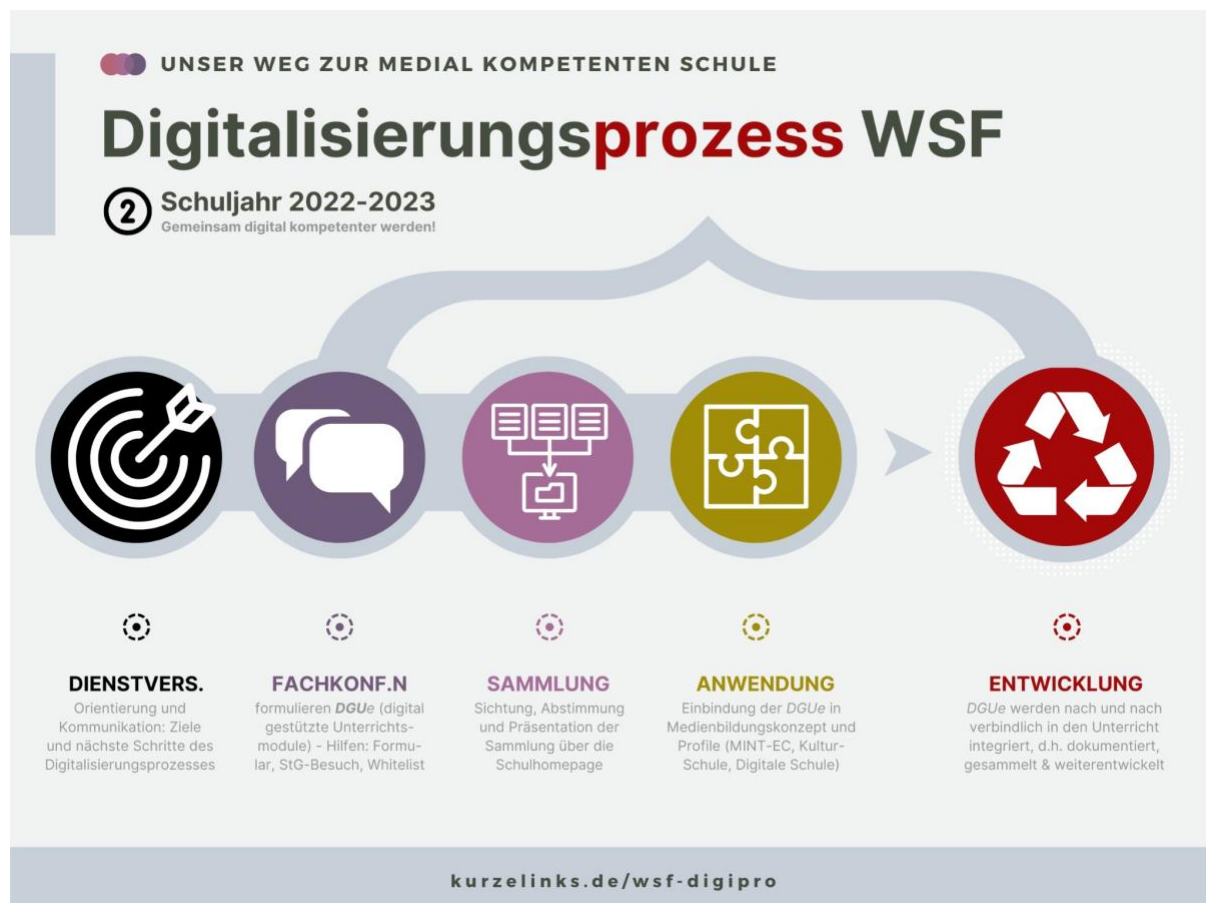 UNSER WEG ZUR MEDIAL KOMPETENTEN SCHULE
Digitalisierungsprozess WSF
2
Schuljahr 2022-2023
Gemeinsam digital kompetenter werden!
DIENSTVERS.
Orientierung und
Kommunikation: Ziele
und nächste Schritte des
Digitalisierungsprozesses
FACHKONF.N
formulieren DGUe (digital
gestützte Unterrichts-
module) - Hilfen: Formu-
lar, StG-Besuch, Whitelist
SAMMLUNG
Sichtung, Abstimmung
und Präsentation der
Sammlung über die
Schulhomepage
ANWENDUNG
Einbindung der DGUe in
Medienbildungskonzept und
Profile (MINT-EC, Kultur-
Schule, Digitale Schule)
ENTWICKLUNG
DGUe werden nach und nach
verbindlich in den Unterricht
integriert, d.h. dokumentiert,
gesammelt & weiterentwickelt
kurzelinks.de/wsf-digipro